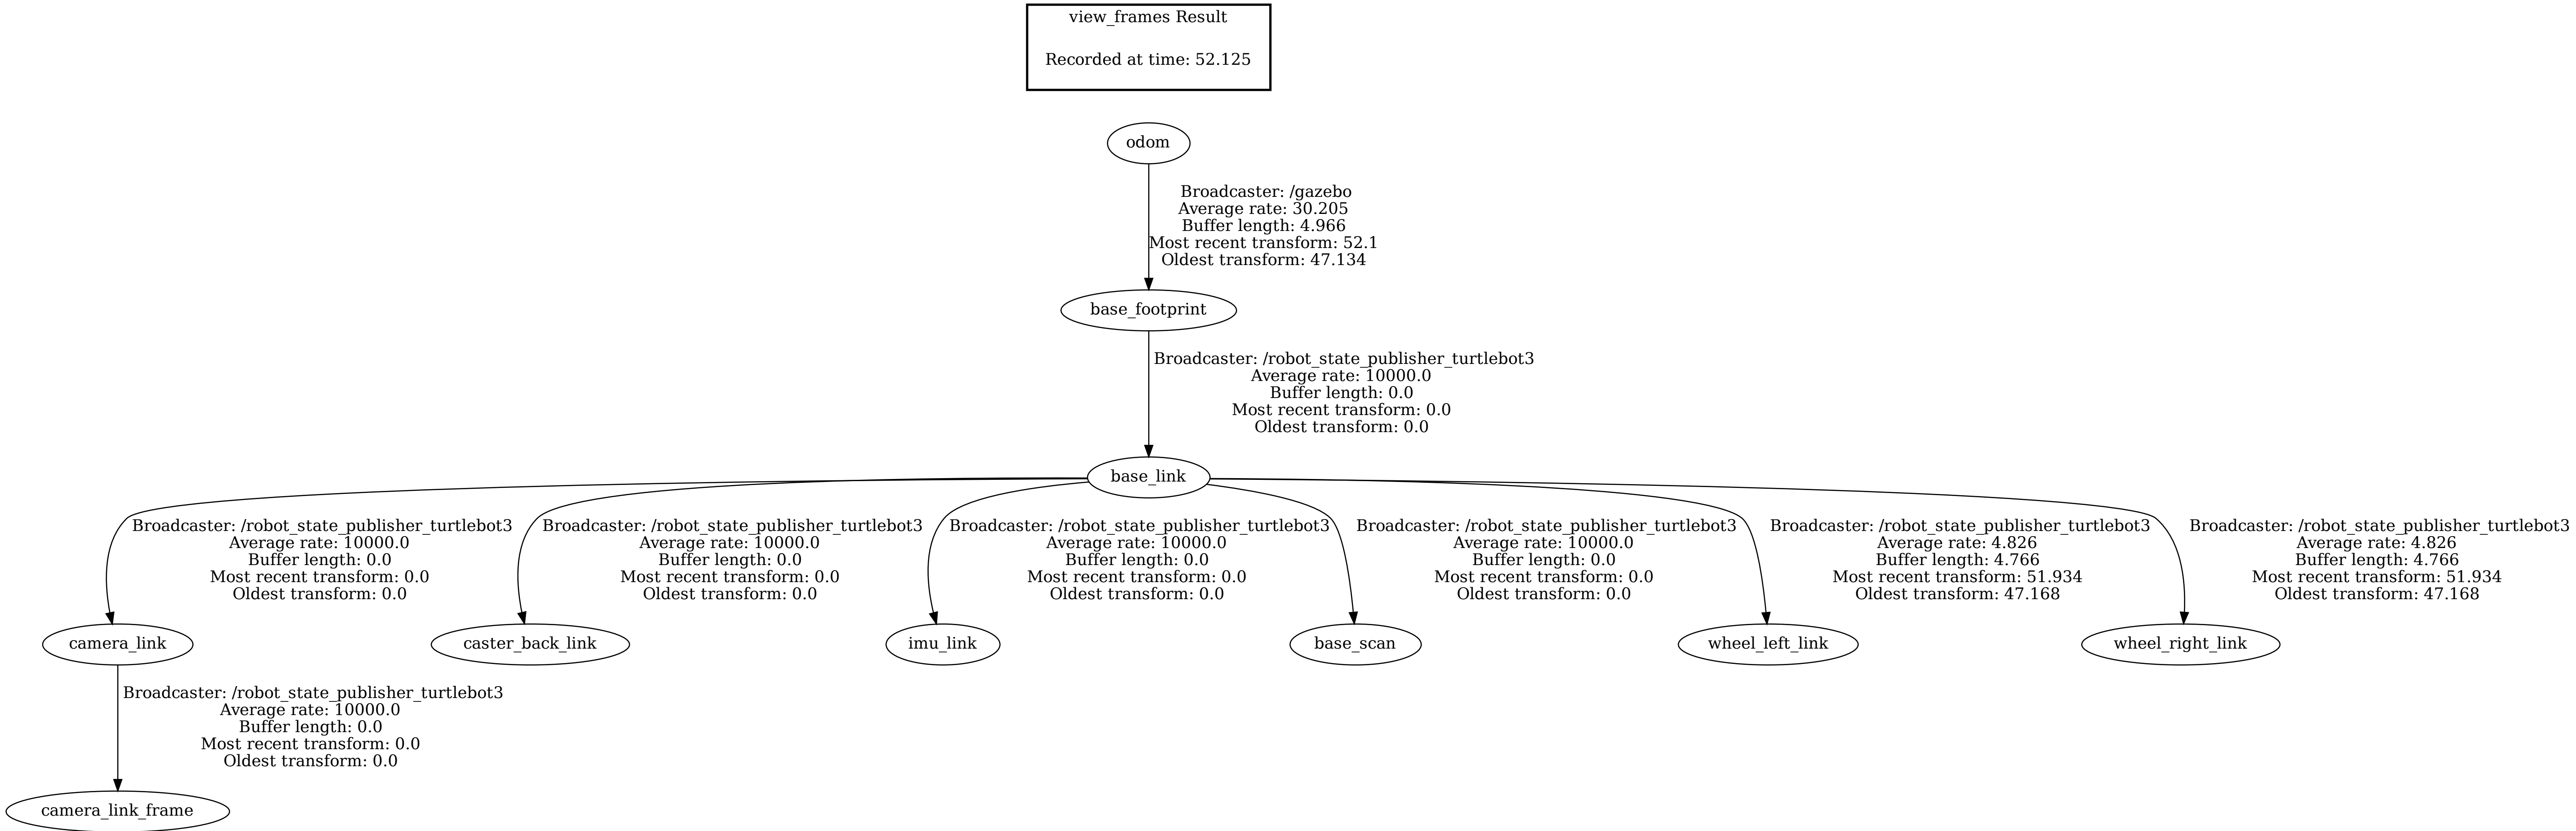 view_frames Result
Recorded at time: 52.125
odom
Broadcaster: /gazebo
Average rate: 30.205
Buffer length: 4.966
Most recent transform: 52.1
Oldest transform: 47.134
base_footprint
Broadcaster: /robot_state_publisher_turtlebot3
Average rate: 10000.0
Buffer length: 0.0
Most recent transform: 0.0
Oldest transform: 0.0
base_link
Broadcaster: /robot_state_publisher_turtlebot3
Average rate: 10000.0
Buffer length: 0.0
Most recent transform: 0.0
Oldest transform: 0.0
Broadcaster: /robot_state_publisher_turtlebot3
Average rate: 10000.0
Buffer length: 0.0
Most recent transform: 0.0
Oldest transform: 0.0
Broadcaster: /robot_state_publisher_turtlebot3
Average rate: 10000.0
Buffer length: 0.0
Most recent transform: 0.0
Oldest transform: 0.0
Broadcaster: /robot_state_publisher_turtlebot3
Average rate: 10000.0
Buffer length: 0.0
Most recent transform: 0.0
Oldest transform: 0.0
Broadcaster: /robot_state_publisher_turtlebot3
Average rate: 4.826
Buffer length: 4.766
Most recent transform: 51.934
Oldest transform: 47.168
Broadcaster: /robot_state_publisher_turtlebot3
Average rate: 4.826
Buffer length: 4.766
Most recent transform: 51.934
Oldest transform: 47.168
camera_link
caster_back_link
imu_link
base_scan
wheel_left_link
wheel_right_link
Broadcaster: /robot_state_publisher_turtlebot3
Average rate: 10000.0
Buffer length: 0.0
Most recent transform: 0.0
Oldest transform: 0.0
camera_link_frame